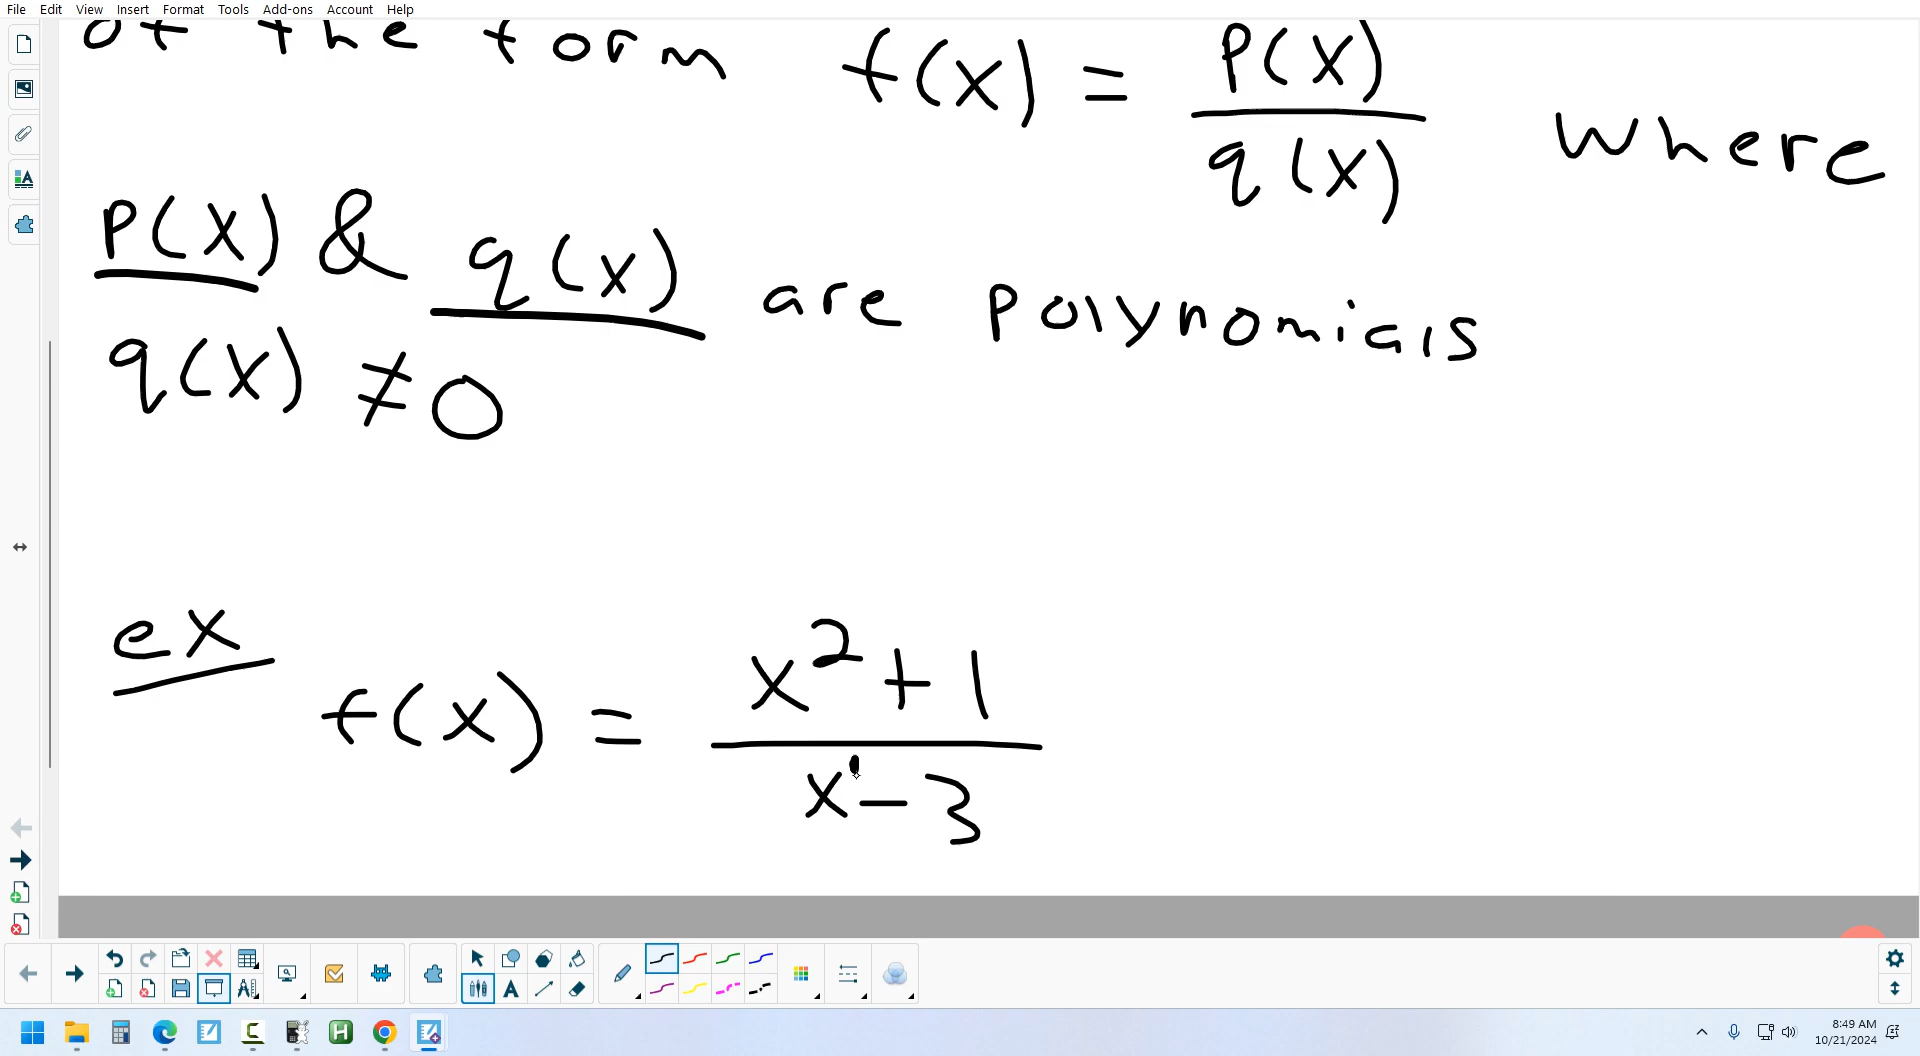 File Edit View Insert Format Tools Add-ons Account Help
of the form f(x) = p(x)/q(x) where
p(x) & q(x) are polynomials
q(x) ≠ 0
ex
f(x) = (x² + 1)/(x - 3)
8:49 AM
10/21/2024